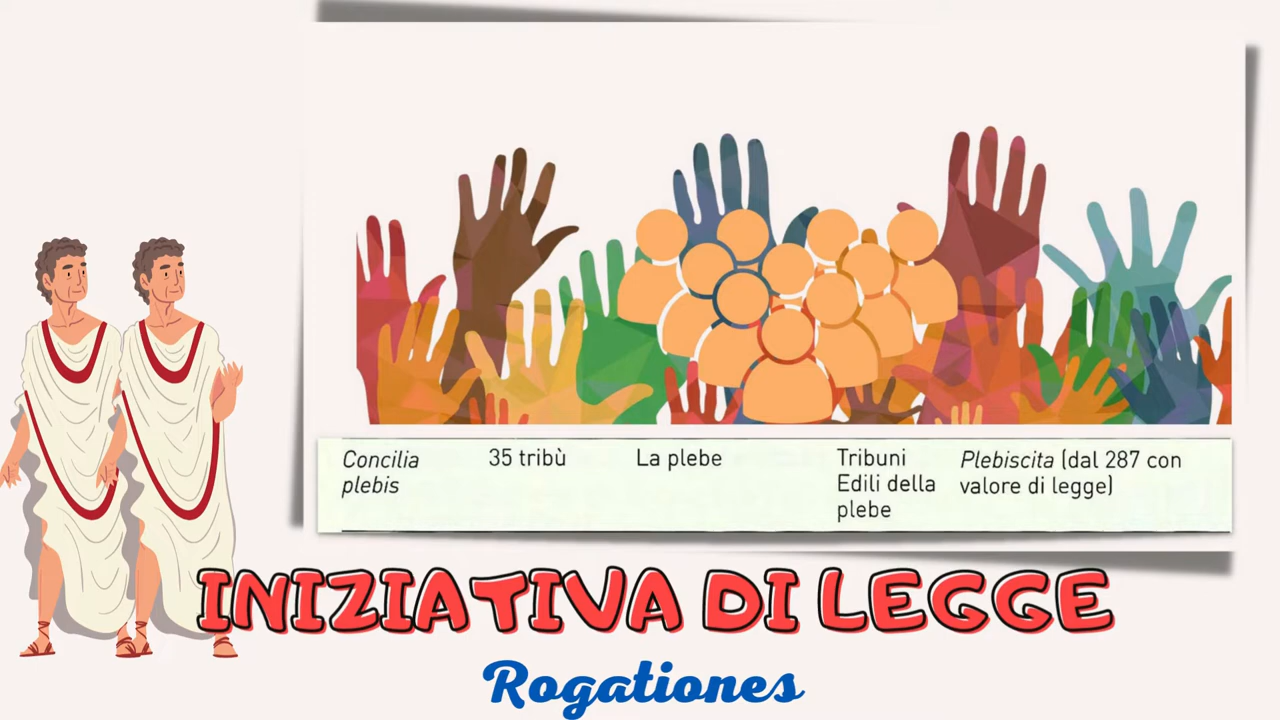 Concilia plebis
35 tribù
La plebe
Tribuni
Edili della
plebe
Plebiscita (dal 287 con
valore di legge)
INIZIATIVA DI LEGGE
Rogationes